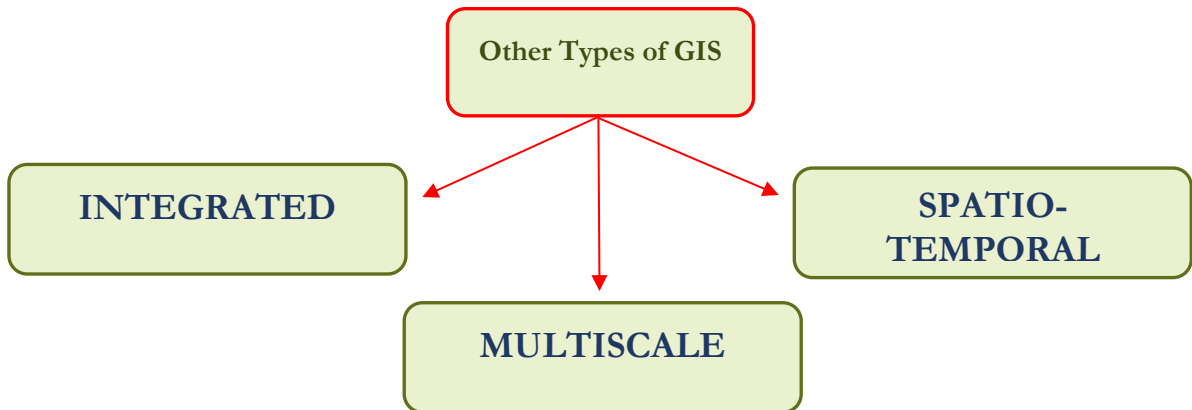 Other Types of GIS
INTEGRATED
SPATIO-
TEMPORAL
MULTISCALE